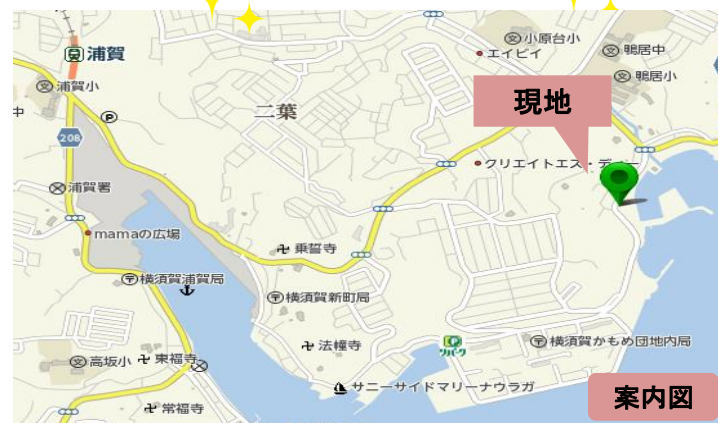 小原台小
エイビイ
鴨居中
浦賀
鴨居小
浦賀小
現地
中
二葉
208
クリエイトエス・ディー
浦賀署
mamaの広場
乗誓寺
横須賀浦賀局
横須賀新町局
法幢寺
横須賀かもめ団地内局
高坂小
東福寺
サニーサイドマリーナウラガ
常福寺
案内図